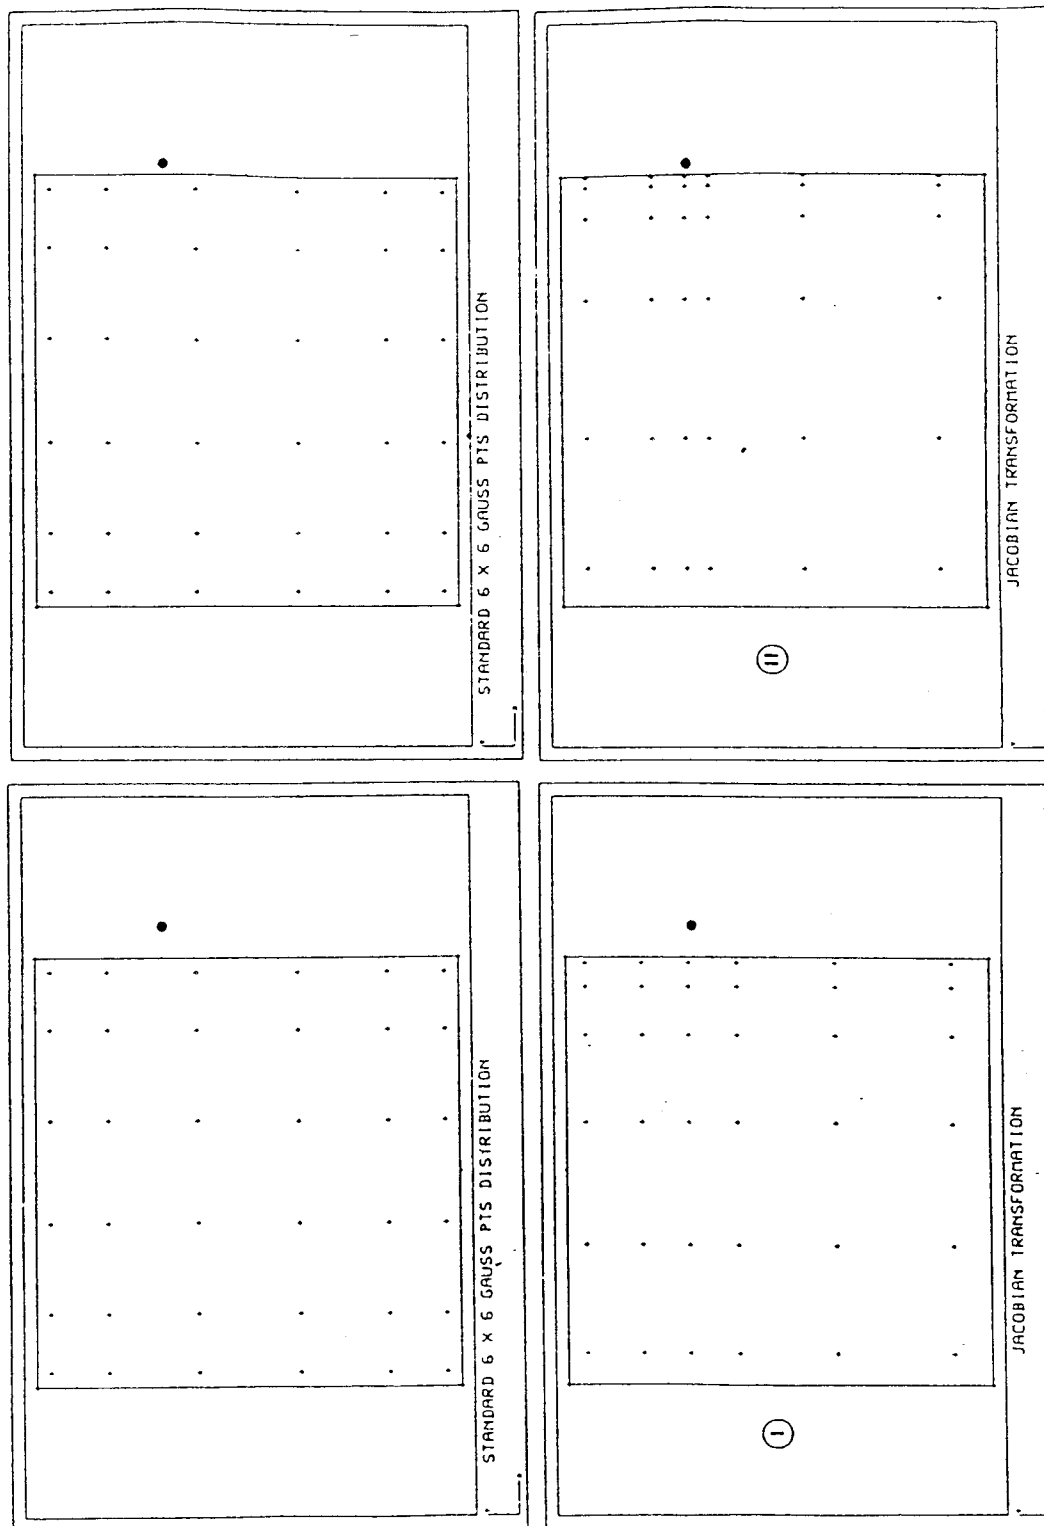 STANDARD 6 X 6 GAUSS PTS DISTRIBUTION
JACOBIAN TRANSFORMATION
II
STANDARD 6 X 6 GAUSS PTS DISTRIBUTION
JACOBIAN TRANSFORMATION
I